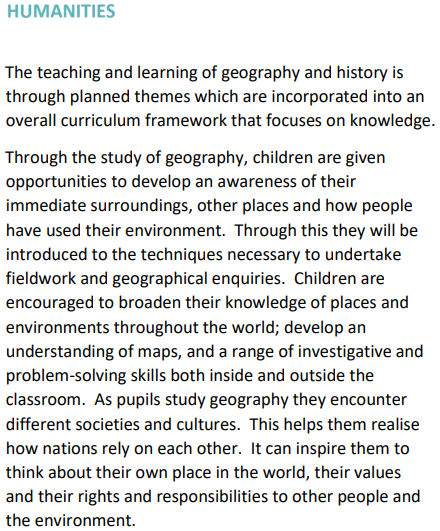 HUMANITIES
The teaching and learning of geography and history is
through planned themes which are incorporated into an
overall curriculum framework that focuses on knowledge.
Through the study of geography, children are given
opportunities to develop an awareness of their
immediate surroundings, other places and how people
have used their environment.  Through this they will be
introduced to the techniques necessary to undertake
fieldwork and geographical enquiries.  Children are
encouraged to broaden their knowledge of places and
environments throughout the world; develop an
understanding of maps, and a range of investigative and
problem-solving skills both inside and outside the
classroom.  As pupils study geography they encounter
different societies and cultures.  This helps them realise
how nations rely on each other.  It can inspire them to
think about their own place in the world, their values
and their rights and responsibilities to other people and
the environment.